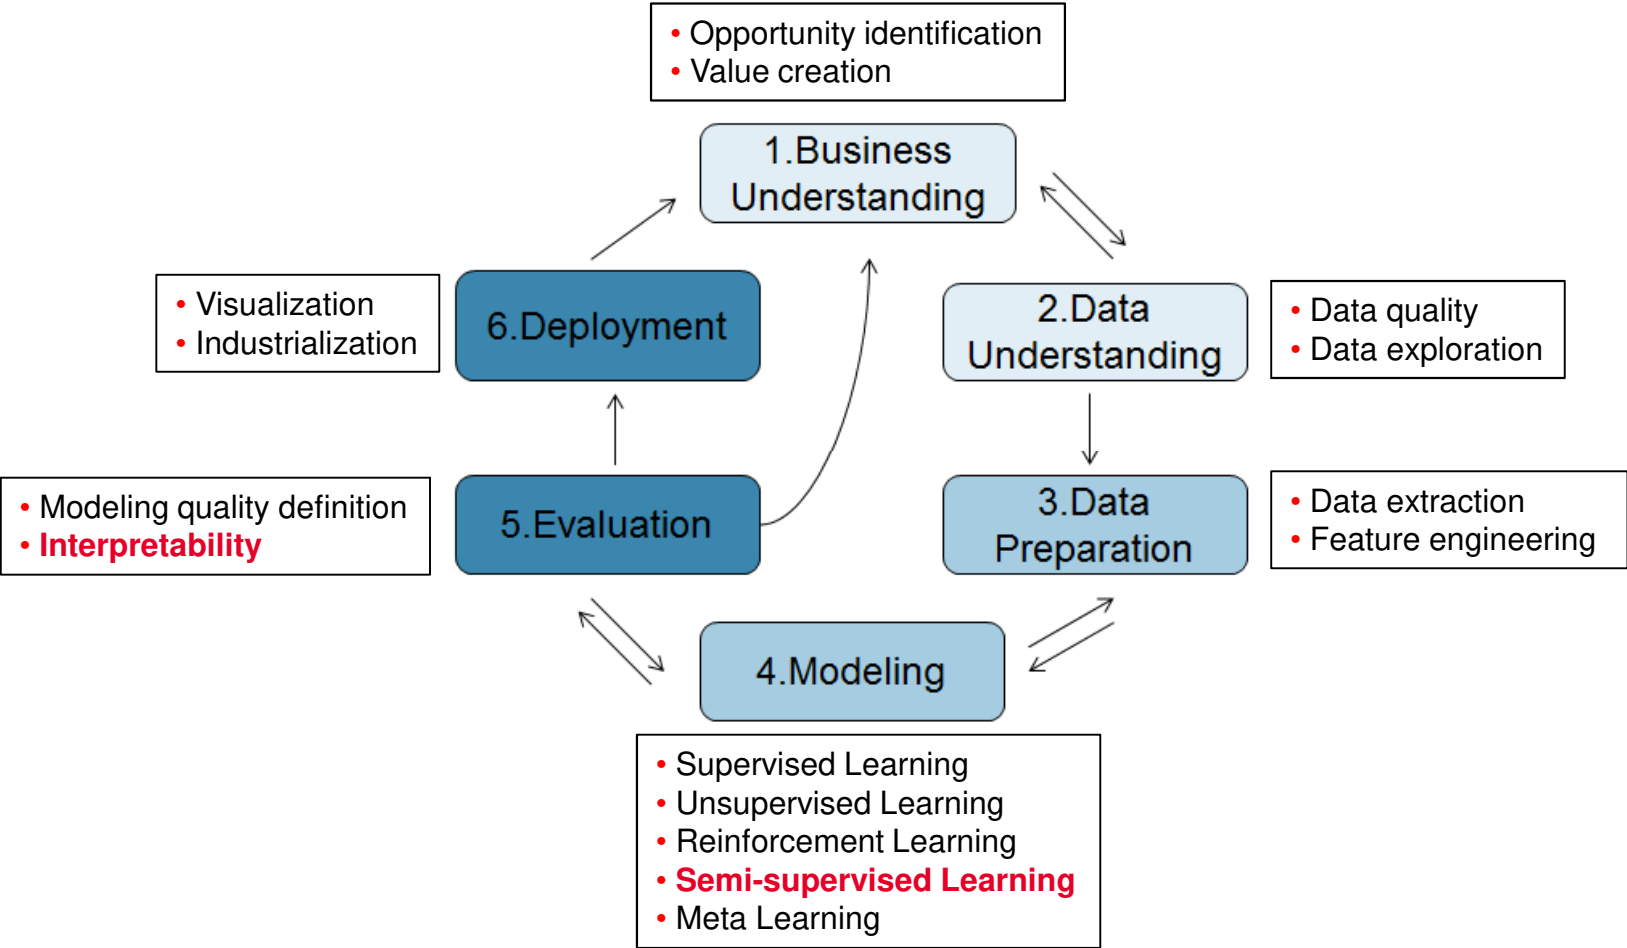 • Opportunity identification
• Value creation
1.Business
Understanding
2.Data
Understanding
• Data quality
• Data exploration
3.Data
Preparation
• Data extraction
• Feature engineering
4.Modeling
• Supervised Learning
• Unsupervised Learning
• Reinforcement Learning
• Semi-supervised Learning
• Meta Learning
5.Evaluation
• Modeling quality definition
• Interpretability
6.Deployment
• Visualization
• Industrialization